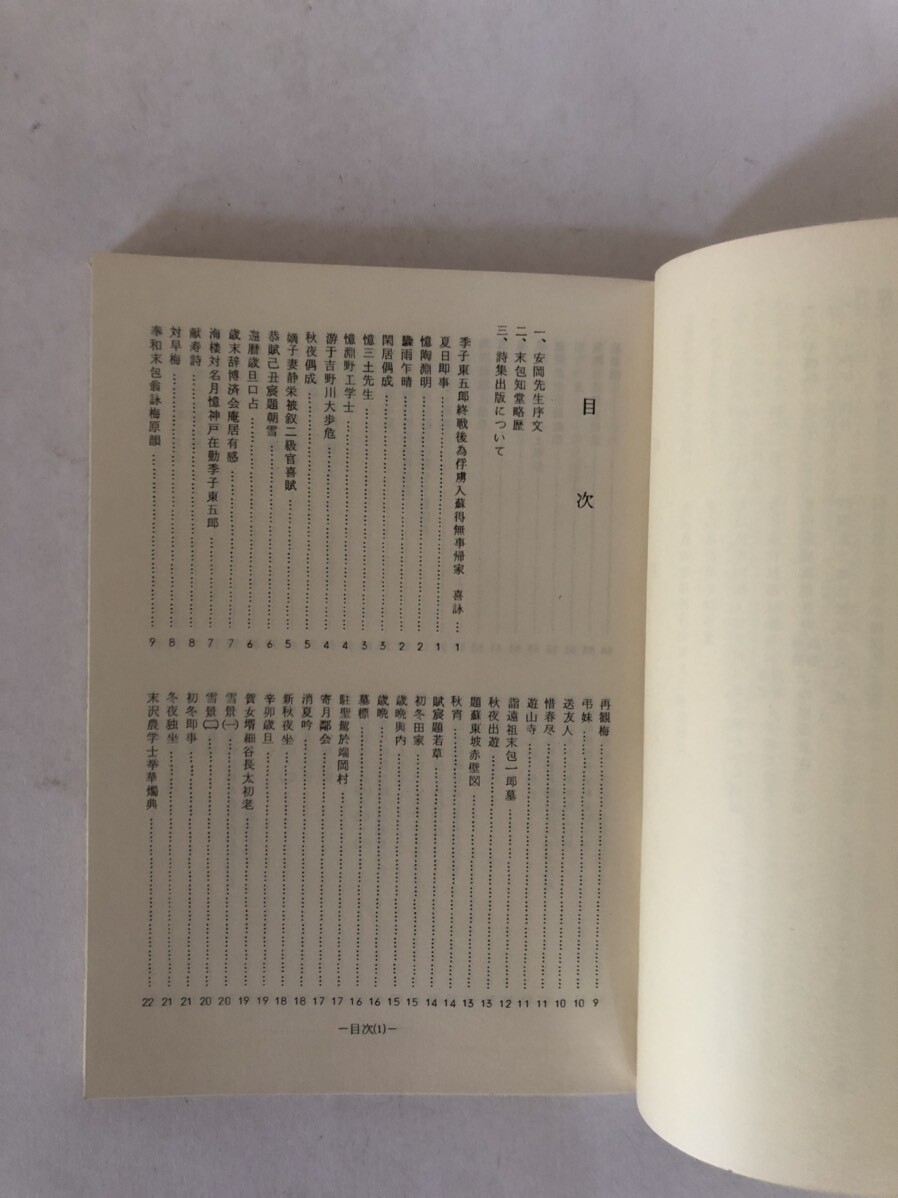 目次
一、安岡先生序文
二、末包知堂略歴
三、詩集出版について
季子東五郎終戦後為俘虜入蘇得無事帰家　喜詠…1
夏日即事…1
憶陶淵明…2
驟雨乍晴…2
閑居偶成…3
憶三土先生…3
憶淵野工学士…4
游于吉野川大歩危…4
秋夜偶成…5
嫡子妻静栄被叙二級官喜賦…5
恭賦己丑宸題朝雪…6
還暦歳旦口占…6
歳末辞博済会庵居有感…7
海楼対名月憶神戸在勤季子東五郎…7
献寿詩…8
対早梅…8
奉和末包翁詠梅原韻…9
再観梅…9
弔妹…10
送友人…10
惜春尽…11
遊山寺…11
詣遠祖末包一郎墓…12
秋夜出遊…13
題蘇東坡赤壁図…13
秋宵…14
賦宸題若草…14
初冬田家…15
歳晩与内…15
歳晩…16
墓標…16
駐聖駕於端岡村…17
寄月鄰会…17
消夏吟…18
新秋夜坐…18
辛卯歳旦…19
賀女壻細谷長太初老…19
雪景(一)…20
雪景(二)…20
初冬即事…21
冬夜独坐…21
末沢農学士挙華燭典…22
―目次(1)―